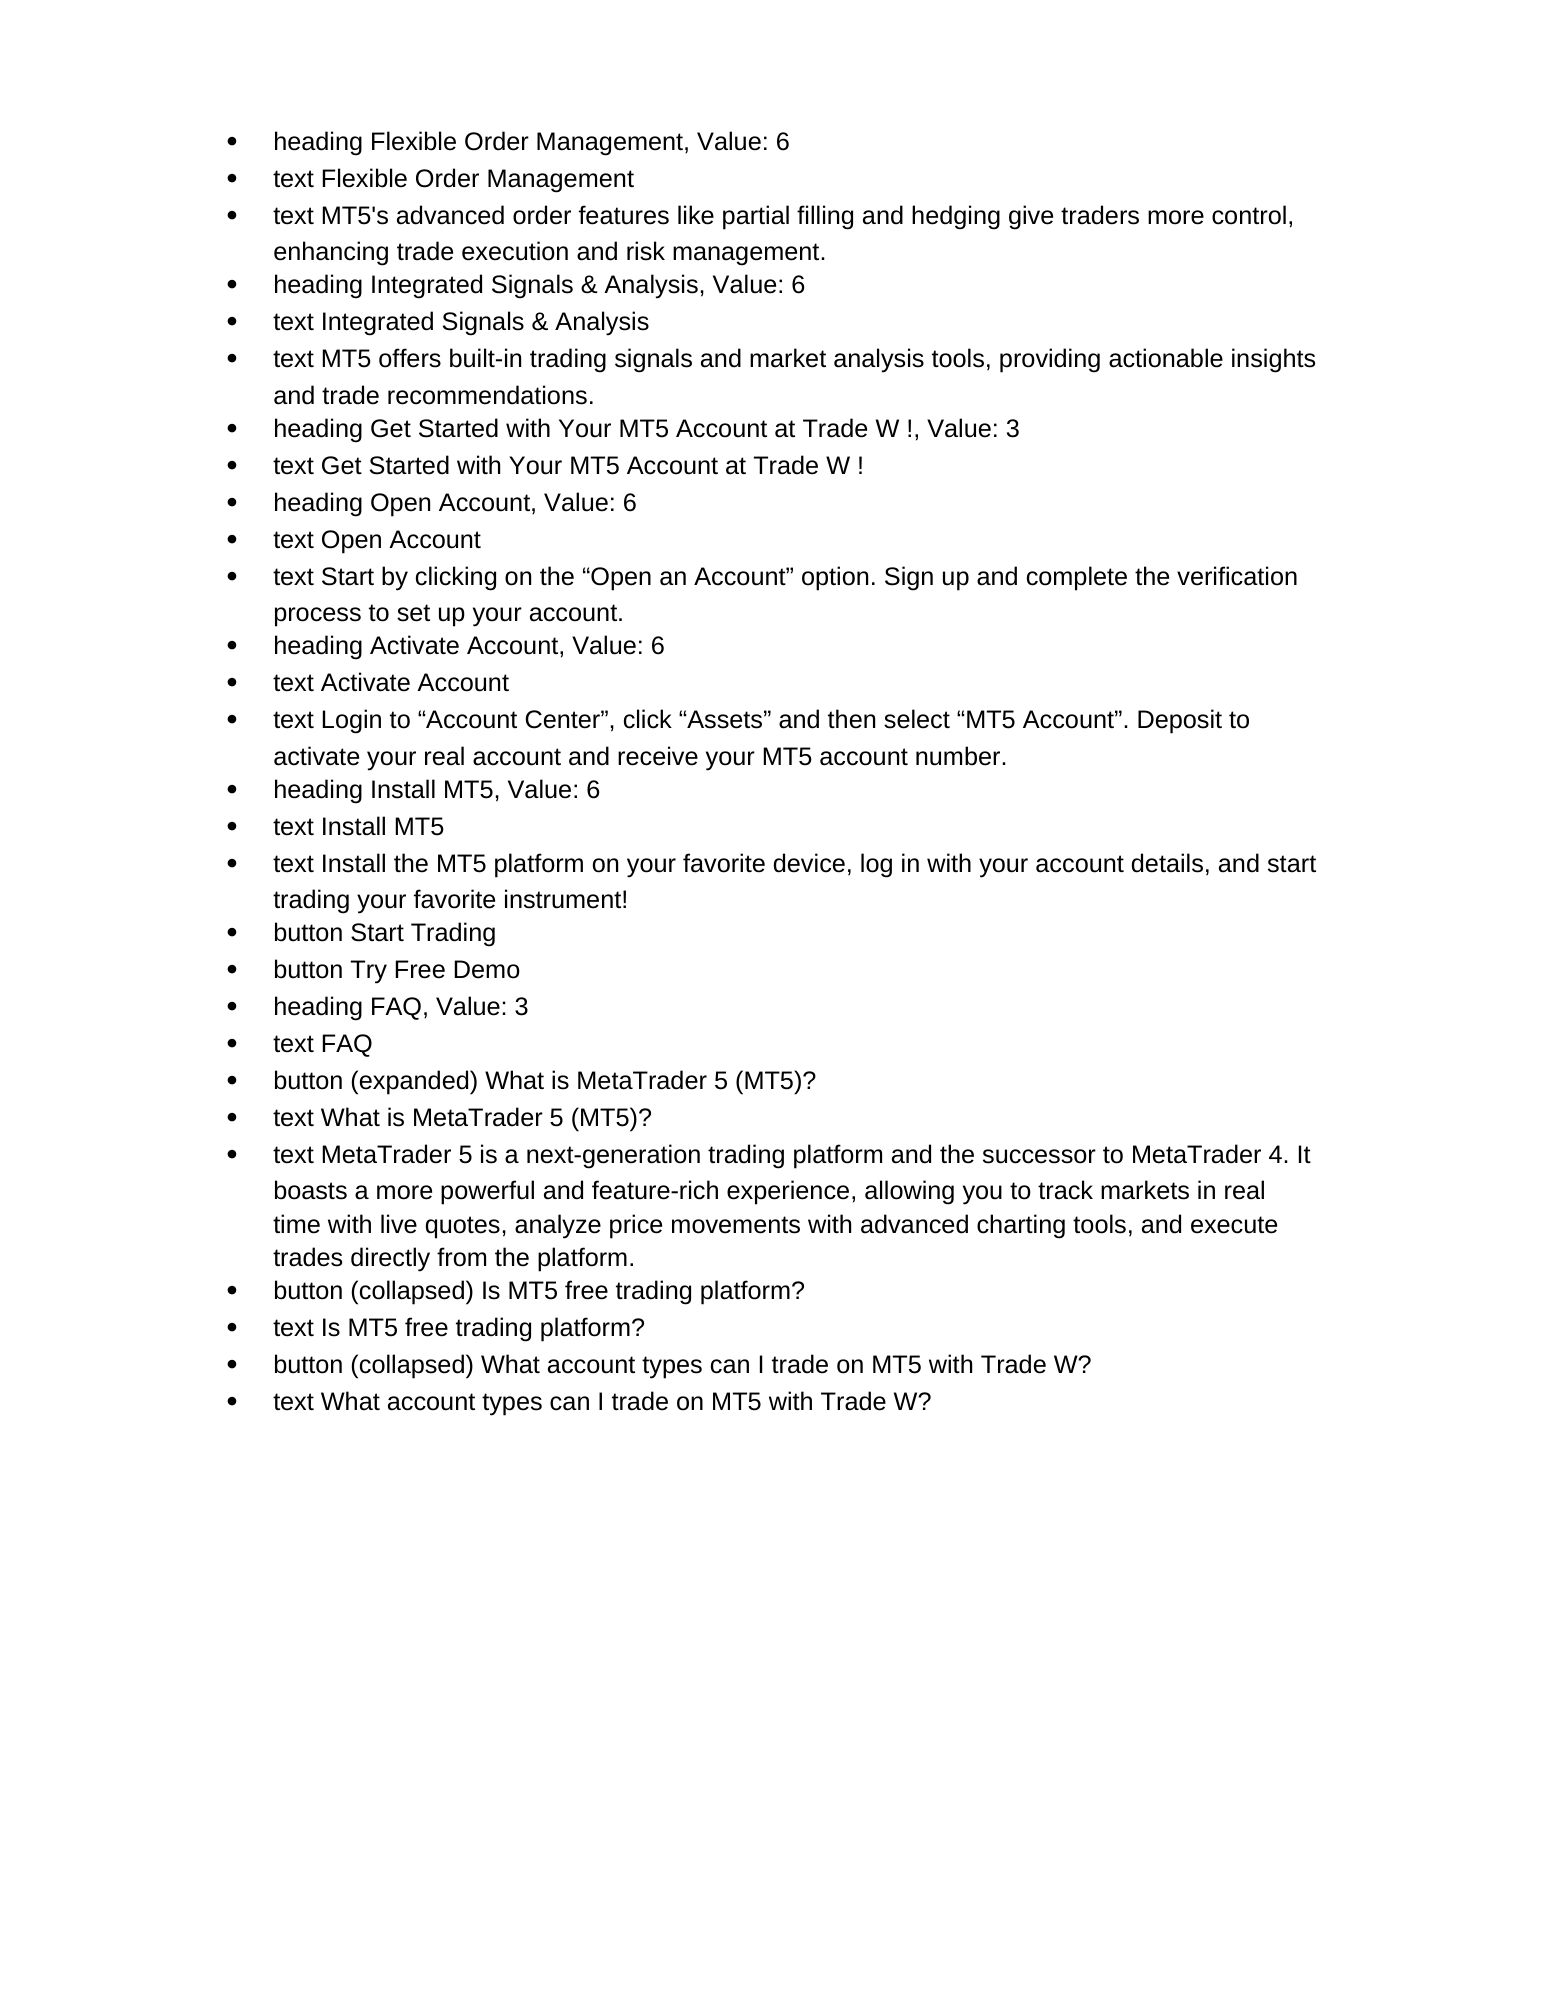 • heading Flexible Order Management, Value: 6
• text Flexible Order Management
• text MT5's advanced order features like partial filling and hedging give traders more control,
enhancing trade execution and risk management.
• heading Integrated Signals & Analysis, Value: 6
• text Integrated Signals & Analysis
• text MT5 offers built-in trading signals and market analysis tools, providing actionable insights
and trade recommendations.
• heading Get Started with Your MT5 Account at Trade W !, Value: 3
• text Get Started with Your MT5 Account at Trade W !
• heading Open Account, Value: 6
• text Open Account
• text Start by clicking on the “Open an Account” option. Sign up and complete the verification
process to set up your account.
• heading Activate Account, Value: 6
• text Activate Account
• text Login to “Account Center”, click “Assets” and then select “MT5 Account”. Deposit to
activate your real account and receive your MT5 account number.
• heading Install MT5, Value: 6
• text Install MT5
• text Install the MT5 platform on your favorite device, log in with your account details, and start
trading your favorite instrument!
• button Start Trading
• button Try Free Demo
• heading FAQ, Value: 3
• text FAQ
• button (expanded) What is MetaTrader 5 (MT5)?
• text What is MetaTrader 5 (MT5)?
• text MetaTrader 5 is a next-generation trading platform and the successor to MetaTrader 4. It
boasts a more powerful and feature-rich experience, allowing you to track markets in real
time with live quotes, analyze price movements with advanced charting tools, and execute
trades directly from the platform.
• button (collapsed) Is MT5 free trading platform?
• text Is MT5 free trading platform?
• button (collapsed) What account types can I trade on MT5 with Trade W?
• text What account types can I trade on MT5 with Trade W?